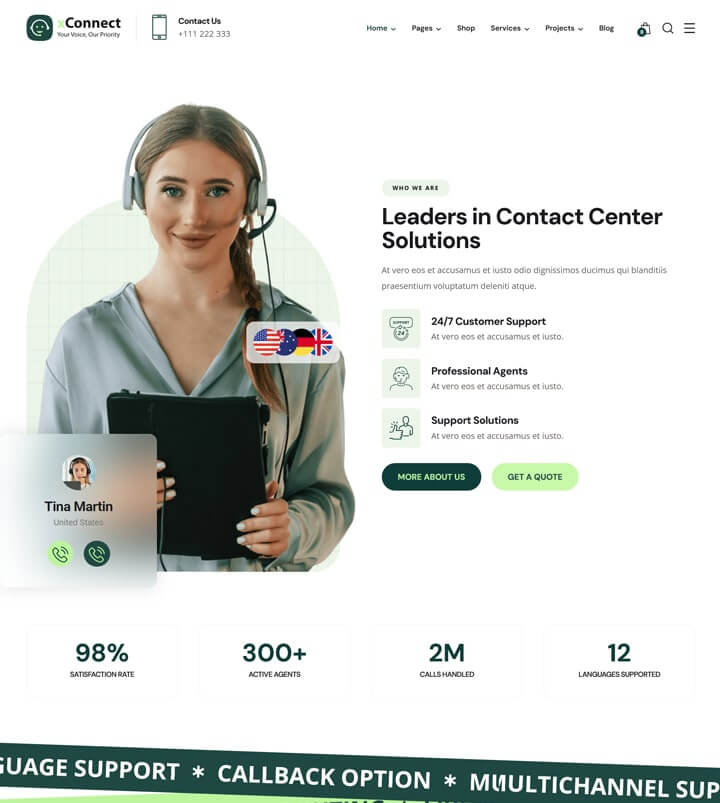 xConnect
Your Voice, Our Priority
Contact Us
+111 222 333
Home
Pages
Shop
Services
Projects
Blog
0
WHO WE ARE
Leaders in Contact Center
Solutions
At vero eos et accusamus et iusto odio dignissimos ducimus qui blanditiis
praesentium voluptatum deleniti atque.
SUPPORT
24
24/7 Customer Support
At vero eos et accusamus et iusto.
Professional Agents
At vero eos et accusamus et iusto.
Support Solutions
At vero eos et accusamus et iusto.
MORE ABOUT US
GET A QUOTE
Tina Martin
United States
98%
SATISFACTION RATE
300+
ACTIVE AGENTS
2M
CALLS HANDLED
12
LANGUAGES SUPPORTED
GUAGE SUPPORT * CALLBACK OPTION * MULTICHANNEL SUP